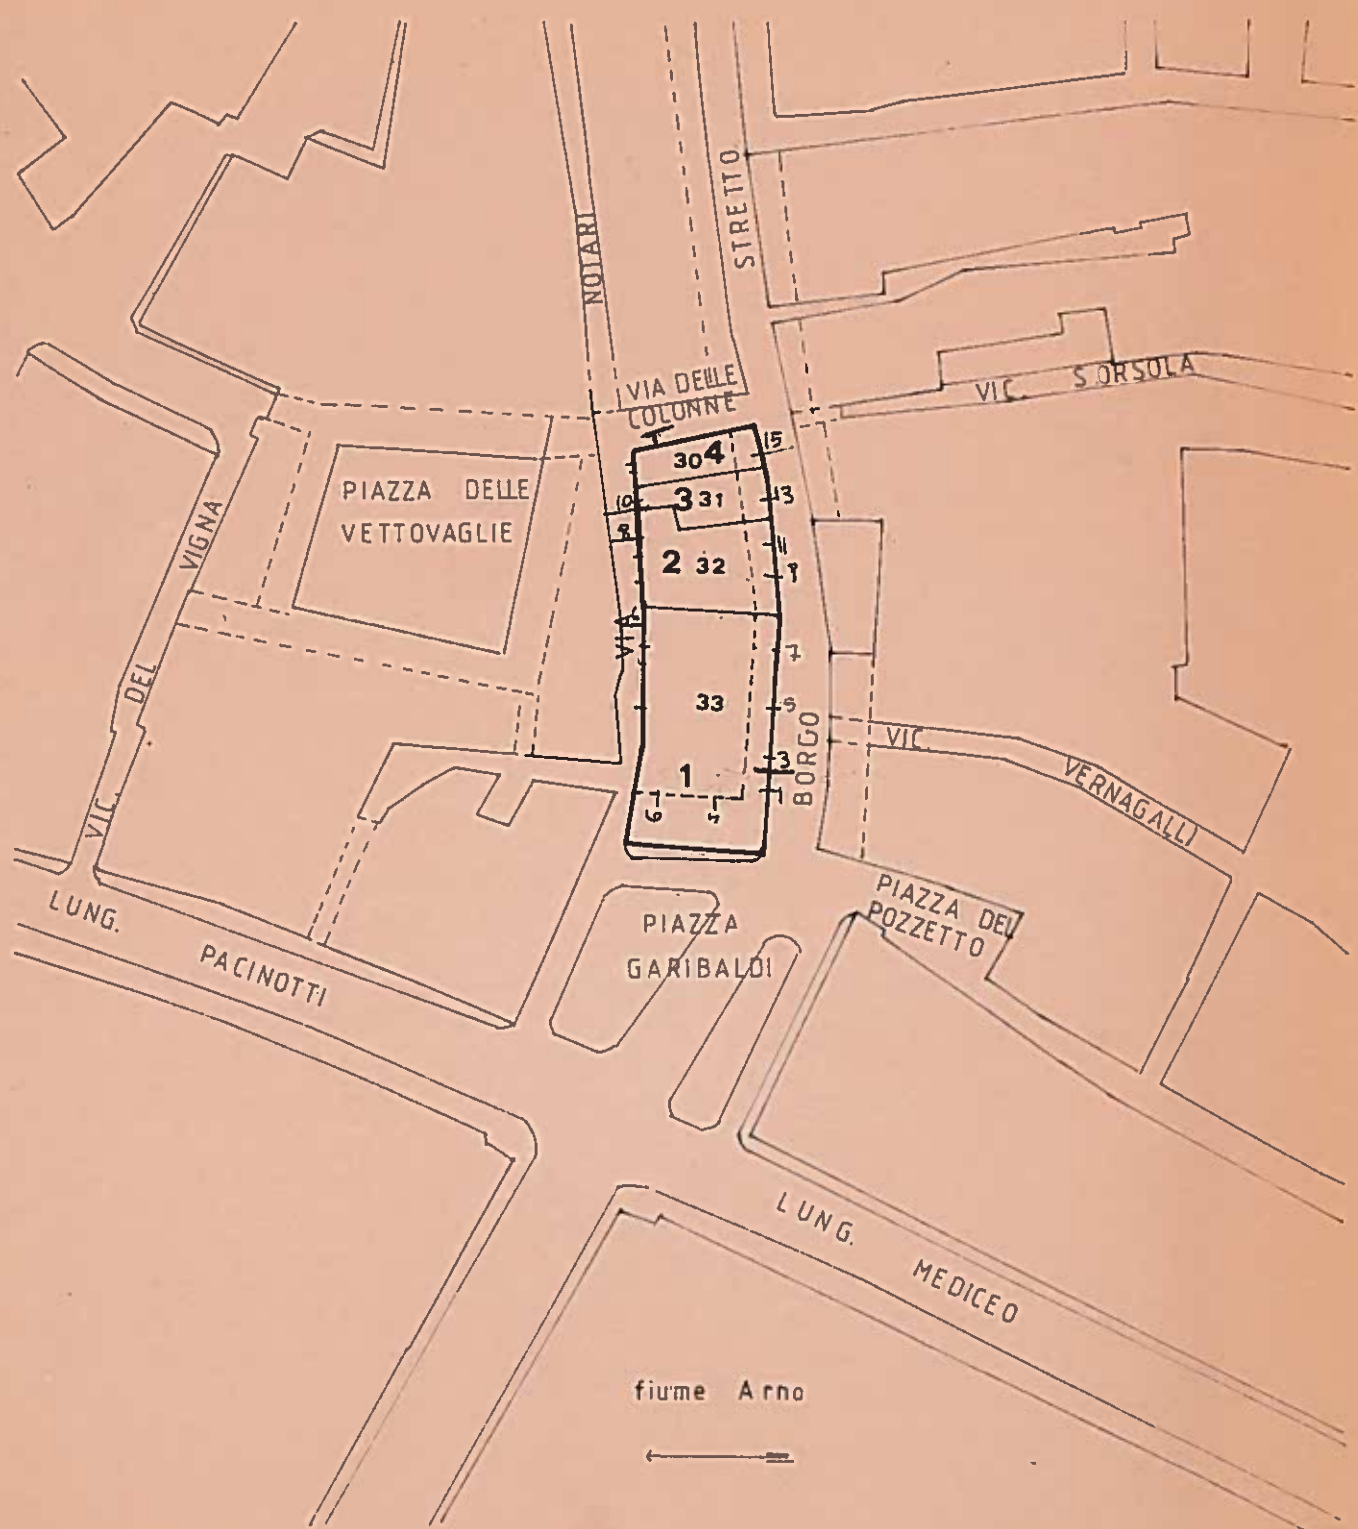 STRETTO
NOTARI
VIA DELLE
COLONNE
VIC. S.ORSOLA
15
30 4
PIAZZA DELLE
VETTOVAGLIE
10
3 31
13
VIGNA
8
11
2 32
9
VIA
7
DEL
33
5
BORGO
VIC.
3
1
1
VERNAGALLI
VIC.
6
4
PIAZZA DEL
POZZETTO
LUNG. PACINOTTI
PIAZZA
GARIBALDI
LUNG. MEDICEO
fiume Arno